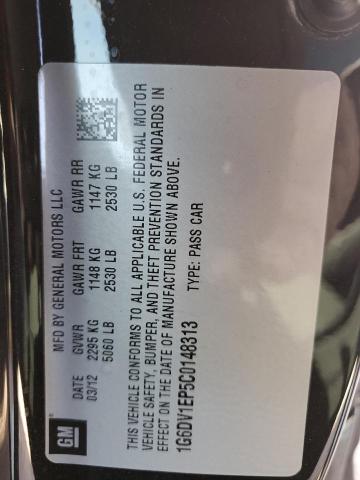 GM
MFD BY GENERAL MOTORS LLC
DATE GVWR GAWR FRT GAWR RR
03/12 2295 KG 1148 KG 1147 KG
5060 LB 2530 LB 2530 LB
THIS VEHICLE CONFORMS TO ALL APPLICABLE U.S. FEDERAL MOTOR
VEHICLE SAFETY, BUMPER, AND THEFT PREVENTION STANDARDS IN
EFFECT ON THE DATE OF MANUFACTURE SHOWN ABOVE.
1G6DV1EP5C0148313 TYPE: PASS CAR